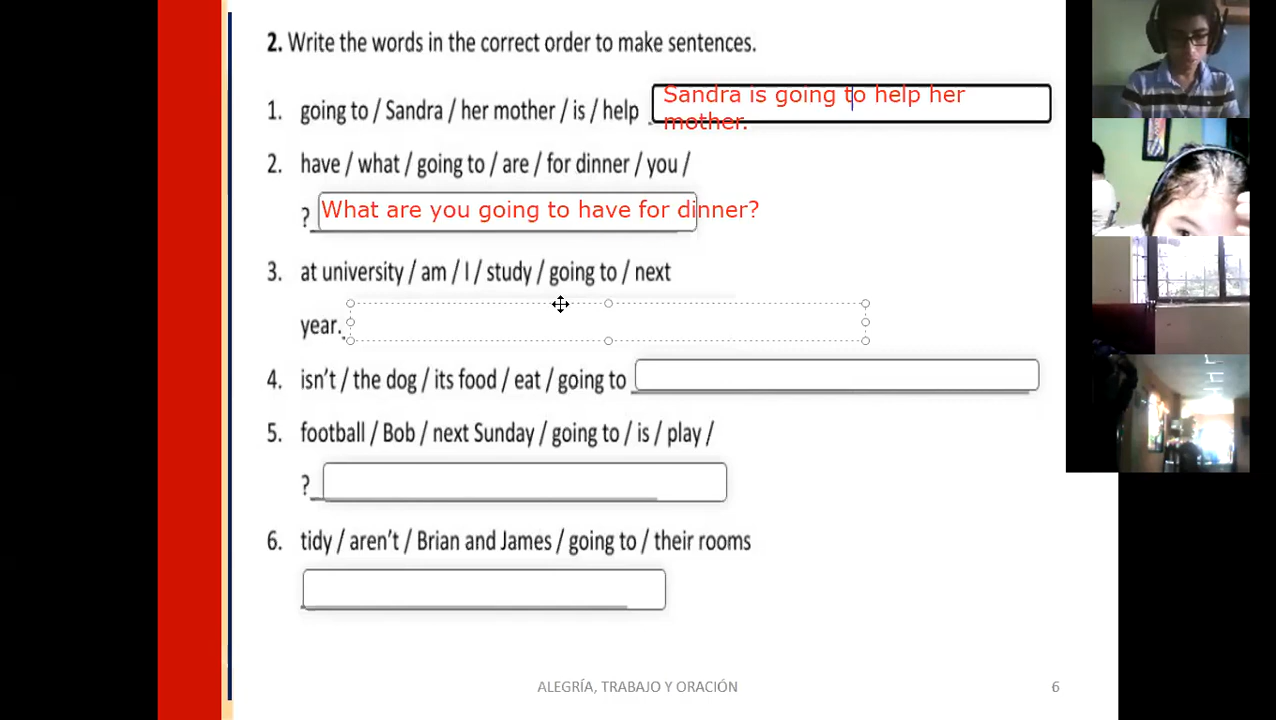 2. Write the words in the correct order to make sentences.
1. going to / Sandra / her mother / is / help
Sandra is going to help her
mother.
2. have / what / going to / are / for dinner / you /
? What are you going to have for dinner?
3. at university / am / I / study / going to / next
year.
4. isn't / the dog / its food / eat / going to
5. football / Bob / next Sunday / going to / is / play /
?
6. tidy / aren't / Brian and James / going to / their rooms
ALEGRÍA, TRABAJO Y ORACIÓN 6